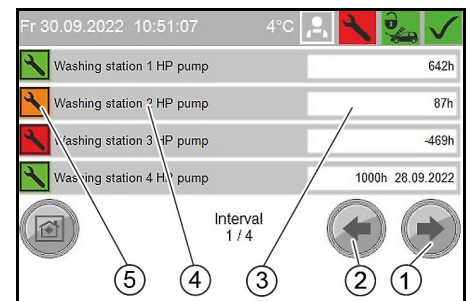 Fr 30.09.2022 10:51:07 4°C
Washing station 1 HP pump 642h
Washing station 2 HP pump 87h
Washing station 3 HP pump -469h
Washing station 4 HP pump 1000h 28.09.2022
Interval
1 / 4
5 4 3 2 1